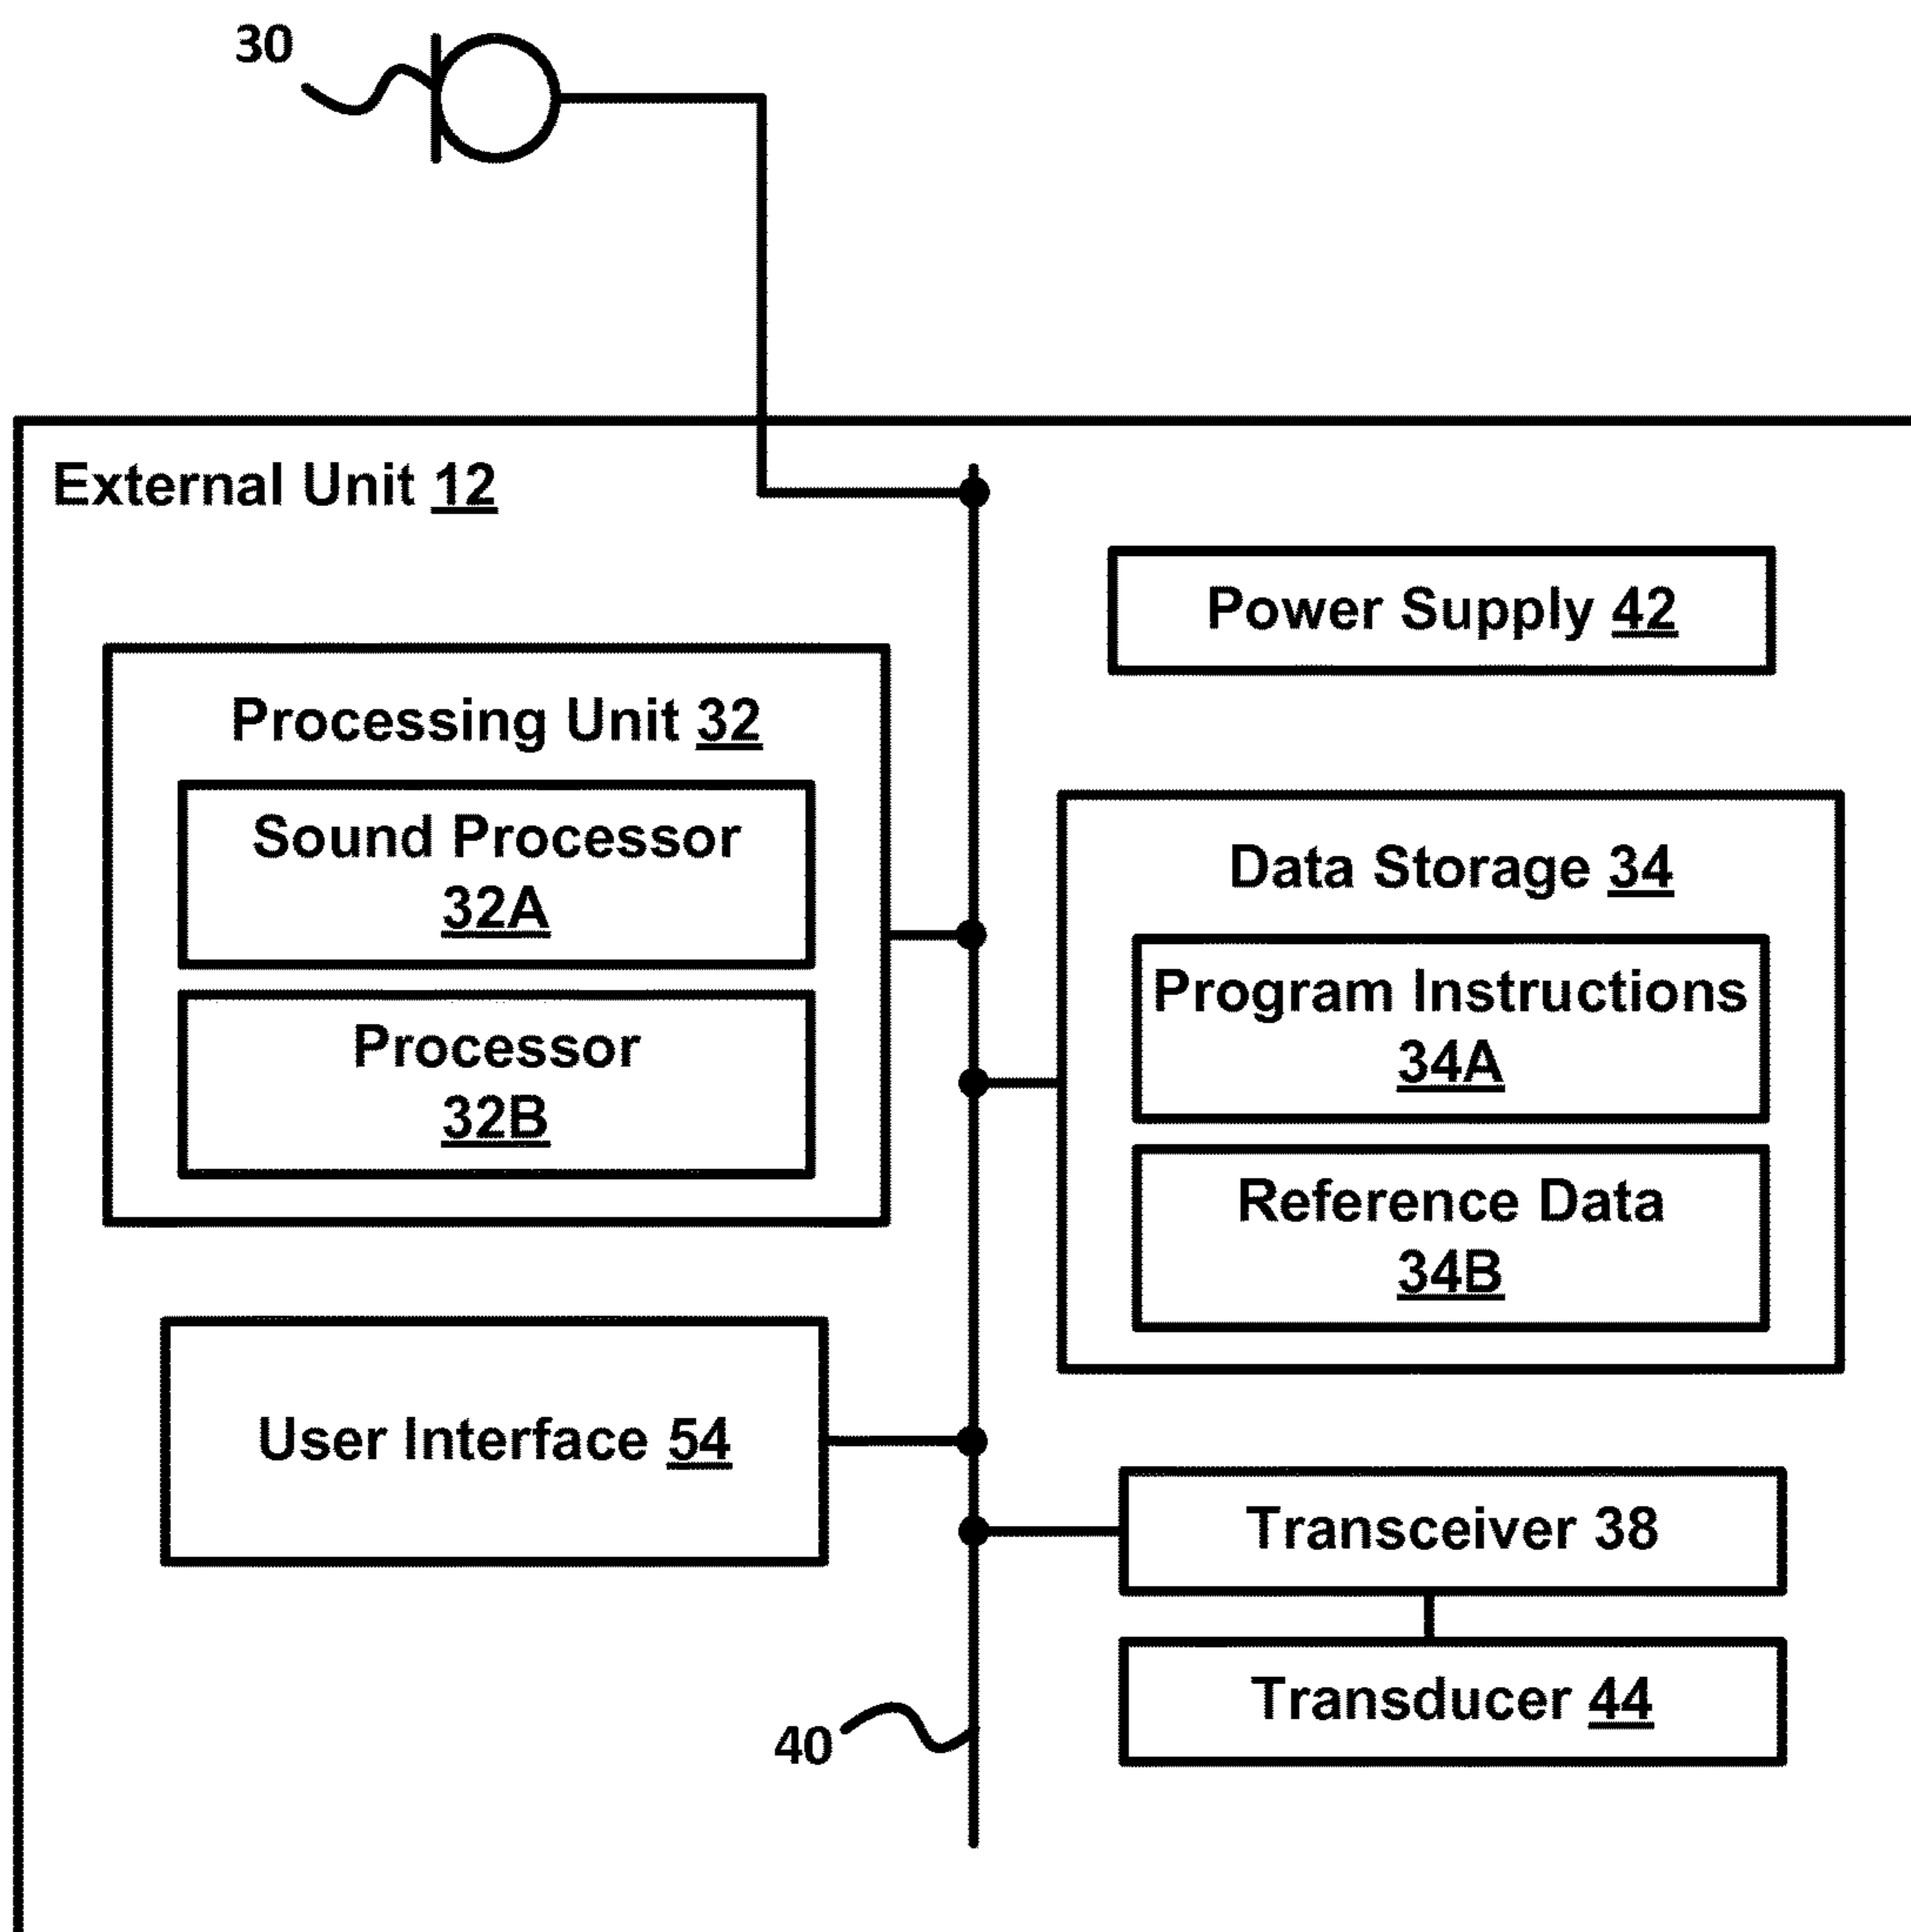 30
External Unit 12
Power Supply 42
Processing Unit 32
Sound Processor
32A
Processor
32B
Data Storage 34
Program Instructions
34A
Reference Data
34B
User Interface 54
Transceiver 38
Transducer 44
40